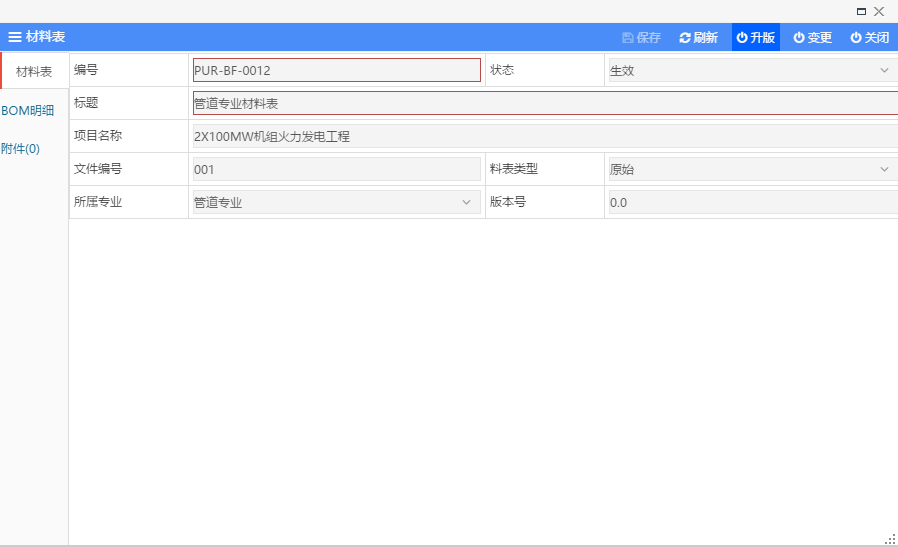 材料表 保存 刷新 升版 变更 关闭
材料表
BOM明细
附件(0)
编号 PUR-BF-0012 状态 生效
标题 管道专业材料表
项目名称 2X100MW机组火力发电工程
文件编号 001 料表类型 原始
所属专业 管道专业 版本号 0.0